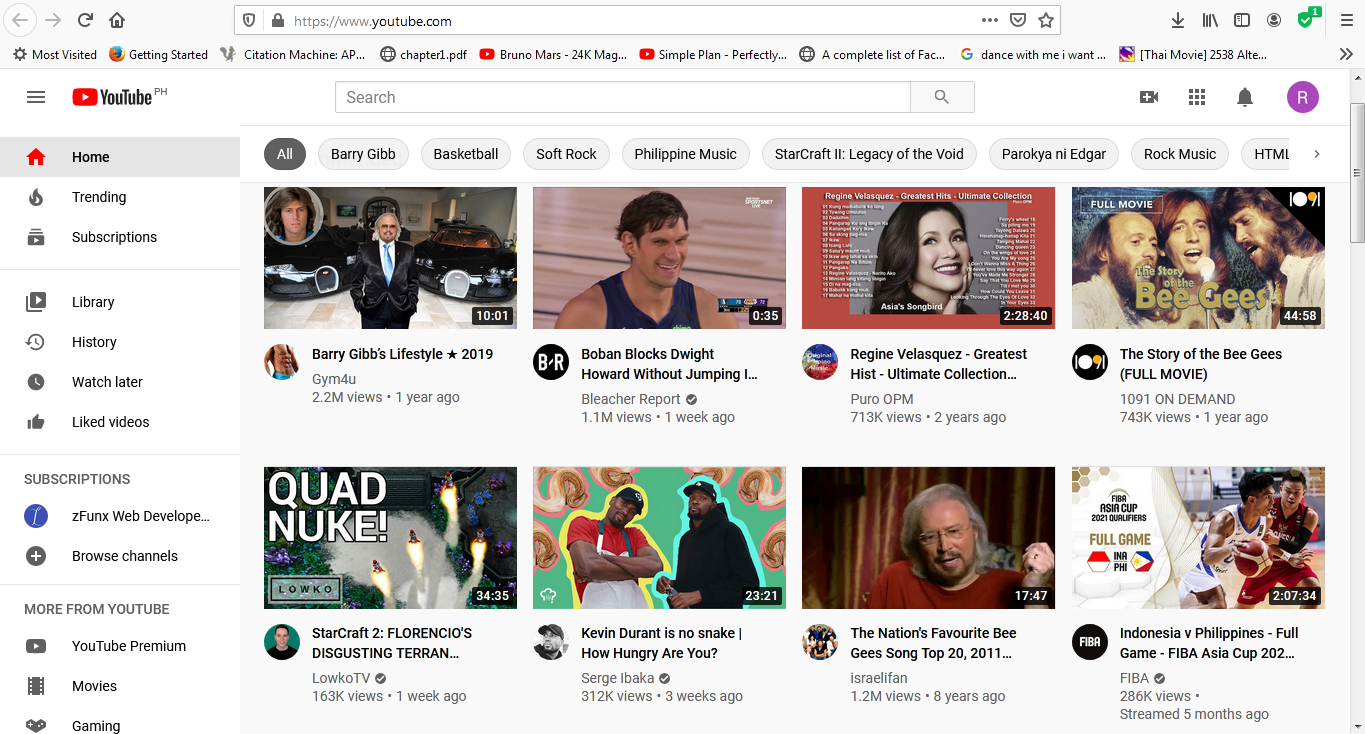 https://www.youtube.com
1
Most Visited
Getting Started
Citation Machine: AP...
chapter1.pdf
Bruno Mars - 24K Mag...
Simple Plan - Perfectly...
A complete list of Fac...
dance with me i want ...
[Thai Movie] 2538 Alte...
YouTube PH
Search
R
Home
Trending
Subscriptions
Library
History
Watch later
Liked videos
SUBSCRIPTIONS
zFunx Web Develope...
Browse channels
MORE FROM YOUTUBE
YouTube Premium
Movies
Gaming
All
Barry Gibb
Basketball
Soft Rock
Philippine Music
StarCraft II: Legacy of the Void
Parokya ni Edgar
Rock Music
HTML
10:01
Barry Gibb’s Lifestyle ★ 2019
Gym4u
2.2M views • 1 year ago
SPORTSNET
LIVE
0:35
B/R
Boban Blocks Dwight
Howard Without Jumping I...
Bleacher Report
1.1M views • 1 week ago
Regine Velasquez - Greatest Hits - Ultimate Collection
Puro OPM
Asia's Songbird
2:28:40
Regine Velasquez - Greatest
Hist - Ultimate Collection...
Puro OPM
713K views • 2 years ago
FULL MOVIE
1091
The Story
of the
Bee Gees
44:58
1091
The Story of the Bee Gees
(FULL MOVIE)
1091 ON DEMAND
743K views • 1 year ago
QUAD
NUKE!
LOWKO
34:35
StarCraft 2: FLORENCIO'S
DISGUSTING TERRAN...
LowkoTV
163K views • 1 week ago
23:21
Kevin Durant is no snake |
How Hungry Are You?
Serge Ibaka
312K views • 3 weeks ago
17:47
The Nation's Favourite Bee
Gees Song Top 20, 2011...
israelifan
1.2M views • 8 years ago
FIBA
ASIA CUP
2021 QUALIFIERS
FULL GAME
INA
PHI
2:07:34
FIBA
Indonesia v Philippines - Full
Game - FIBA Asia Cup 202...
FIBA
286K views •
Streamed 5 months ago